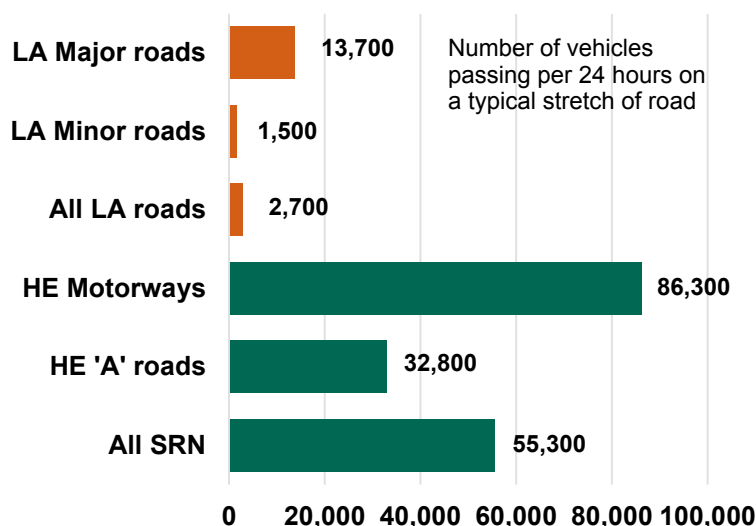 LA Major roads
13,700
Number of vehicles
passing per 24 hours on
a typical stretch of road
LA Minor roads
1,500
All LA roads
2,700
HE Motorways
86,300
HE 'A' roads
32,800
All SRN
55,300
0 20,000 40,000 60,000 80,000 100,000